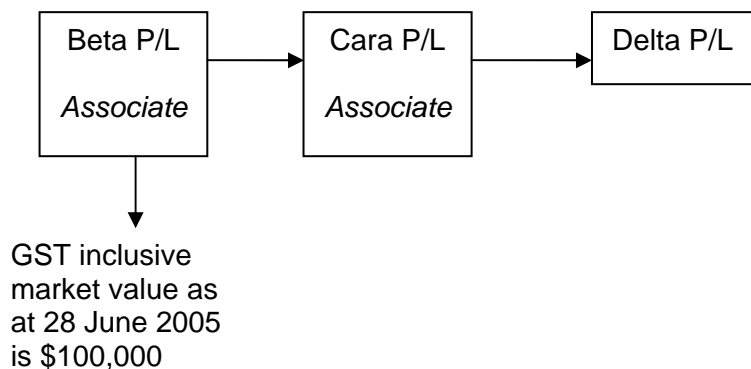 Beta P/L
Associate
Cara P/L
Associate
Delta P/L
GST inclusive
market value as
at 28 June 2005
is $100,000